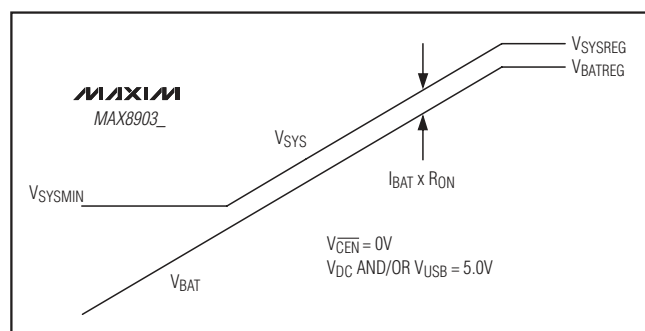 VSYSREG
VBATREG
MAXIM
MAX8903_
VSYS
IBAT x RON
VSYSMIN
VCEN = 0V
VDC AND/OR VUSB = 5.0V
VBAT